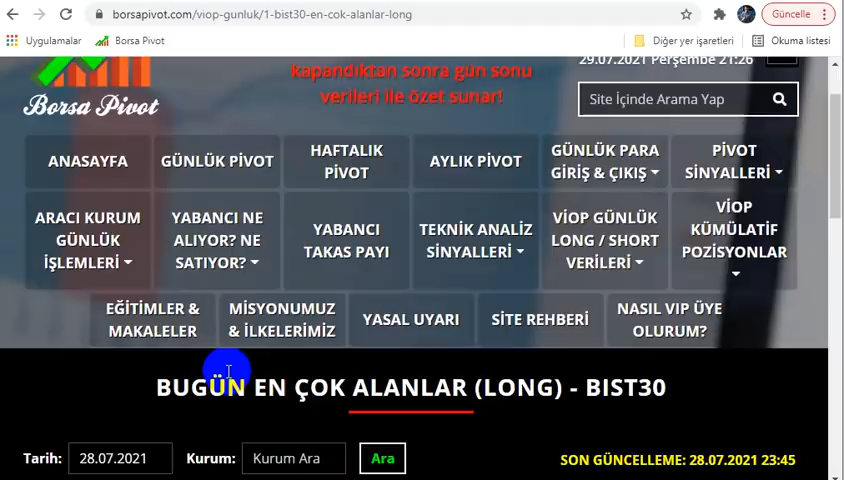 borsapivot.com/viop-gunluk/1-bist30-en-cok-alanlar-long
Güncelle
Uygulamalar
Borsa Pivot
Diğer yer işaretleri
Okuma listesi
kapandıktan sonra gün sonu
verileri ile özet sunar!
29.07.2021 Perşembe 21:26
Borsa Pivot
Site İçinde Arama Yap
ANASAYFA
GÜNLÜK PİVOT
HAFTALIK
PİVOT
AYLIK PİVOT
GÜNLÜK PARA
GİRİŞ & ÇIKIŞ
PİVOT
SİNYALLERİ
ARACI KURUM
GÜNLÜK
İŞLEMLERİ
YABANCI NE
ALIYOR? NE
SATIYOR?
YABANCI
TAKAS PAYI
TEKNİK ANALİZ
SİNYALLERİ
VİOP GÜNLÜK
LONG / SHORT
VERİLERİ
VİOP
KÜMÜLATİF
POZİSYONLAR
EĞİTİMLER &
MAKALELER
MİSYONUMUZ
& İLKELERİMİZ
YASAL UYARI
SİTE REHBERİ
NASIL VIP ÜYE
OLURUM?
BUGÜN EN ÇOK ALANLAR (LONG) - BIST30
Tarih: 28.07.2021 Kurum: Kurum Ara Ara
SON GÜNCELLEME: 28.07.2021 23:45